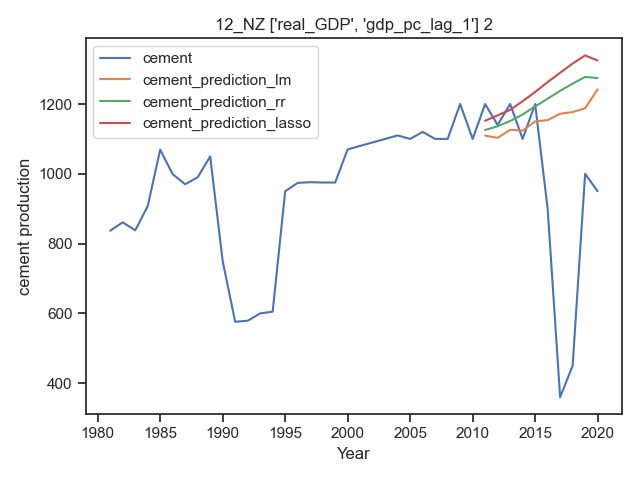 12_NZ ['real_GDP', 'gdp_pc_lag_1'] 2
cement
cement_prediction_lm
cement_prediction_rr
cement_prediction_lasso
cement production
1200
1000
800
600
400
1980 1985 1990 1995 2000 2005 2010 2015 2020
Year